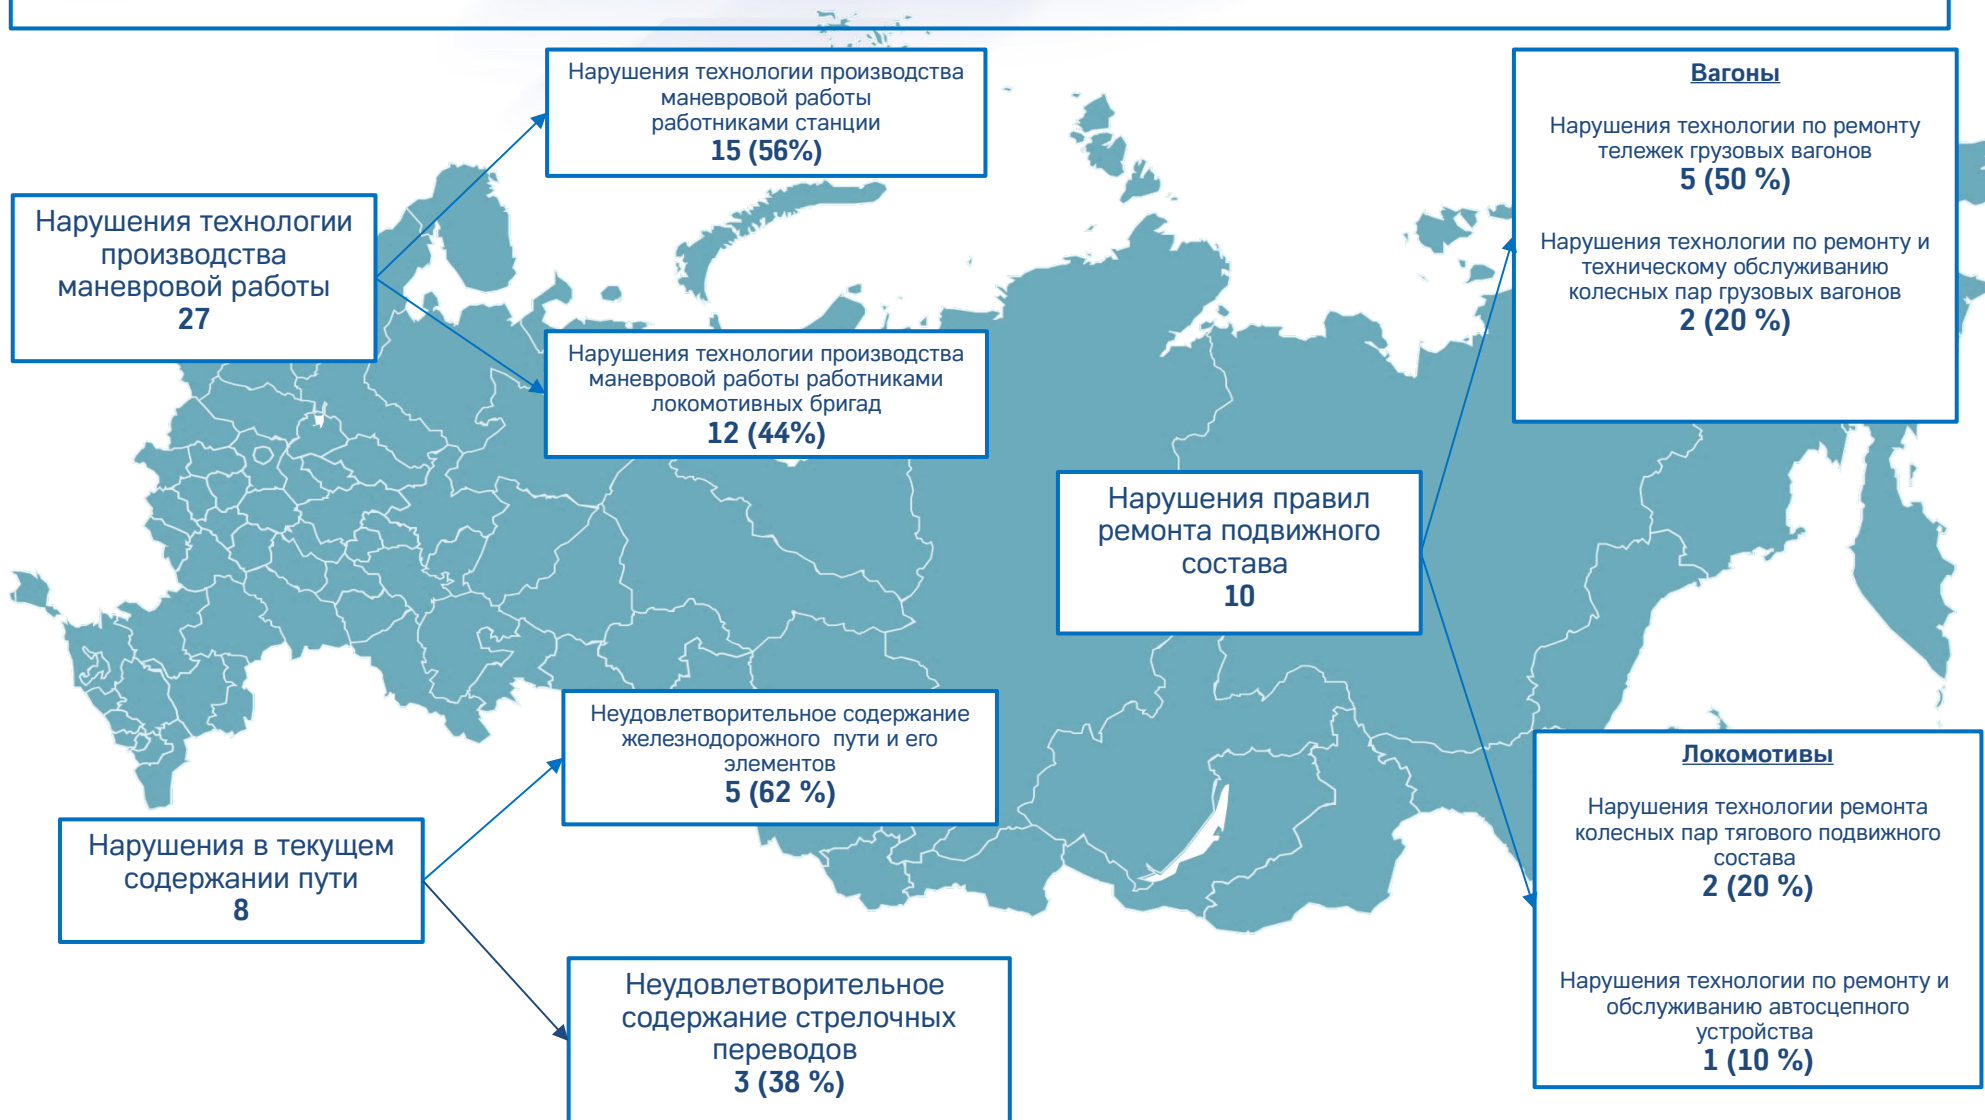 Нарушения технологии
производства
маневровой работы
27
Нарушения технологии производства
маневровой работы
работниками станции
15 (56%)
Нарушения технологии производства
маневровой работы работниками
локомотивных бригад
12 (44%)
Нарушения в текущем
содержании пути
8
Неудовлетворительное содержание
железнодорожного пути и его
элементов
5 (62 %)
Неудовлетворительное
содержание стрелочных
переводов
3 (38 %)
Нарушения правил
ремонта подвижного
состава
10
Вагоны
Нарушения технологии по ремонту
тележек грузовых вагонов
5 (50 %)
Нарушения технологии по ремонту и
техническому обслуживанию
колесных пар грузовых вагонов
2 (20 %)
Локомотивы
Нарушения технологии ремонта
колесных пар тягового подвижного
состава
2 (20 %)
Нарушения технологии по ремонту и
обслуживанию автосцепного
устройства
1 (10 %)